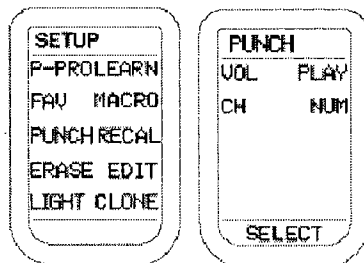 SETUP
P-PRO LEARN
FAV MACRO
PUNCH RECAL
ERASE EDIT
LIGHT CLONE
PUNCH
VOL PLAY
CH NUM
SELECT